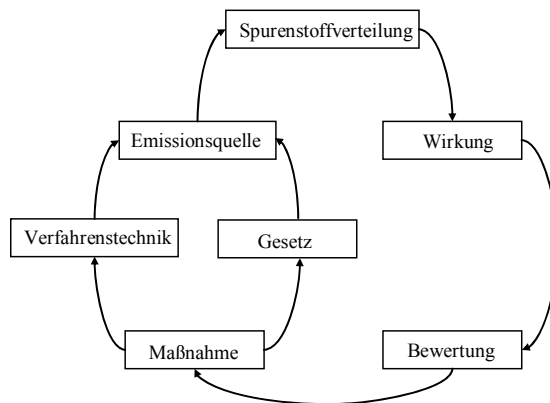 Spurenstoffverteilung
Emissionsquelle
Wirkung
Verfahrenstechnik
Gesetz
Maßnahme
Bewertung